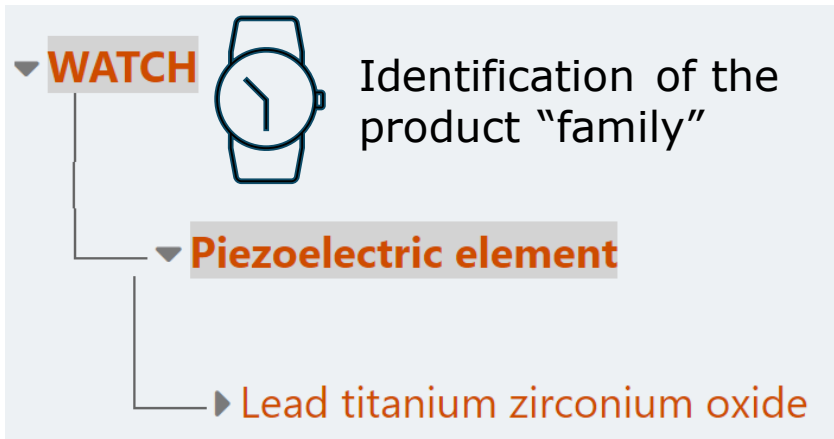 WATCH
Identification of the
product “family”
Piezoelectric element
Lead titanium zirconium oxide